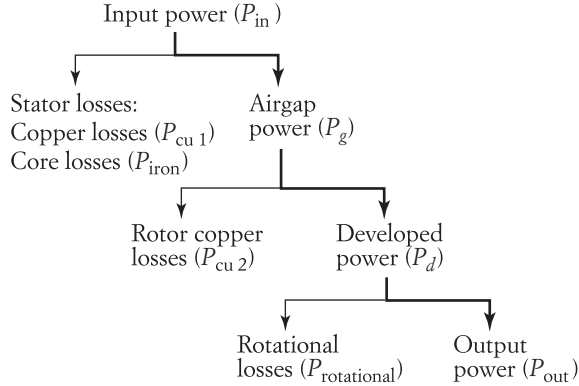 Input power (P_in)
Stator losses:
Copper losses (P_cu 1)
Core losses (P_iron)
Airgap
power (P_g)
Rotor copper
losses (P_cu 2)
Developed
power (P_d)
Rotational
losses (P_rotational)
Output
power (P_out)